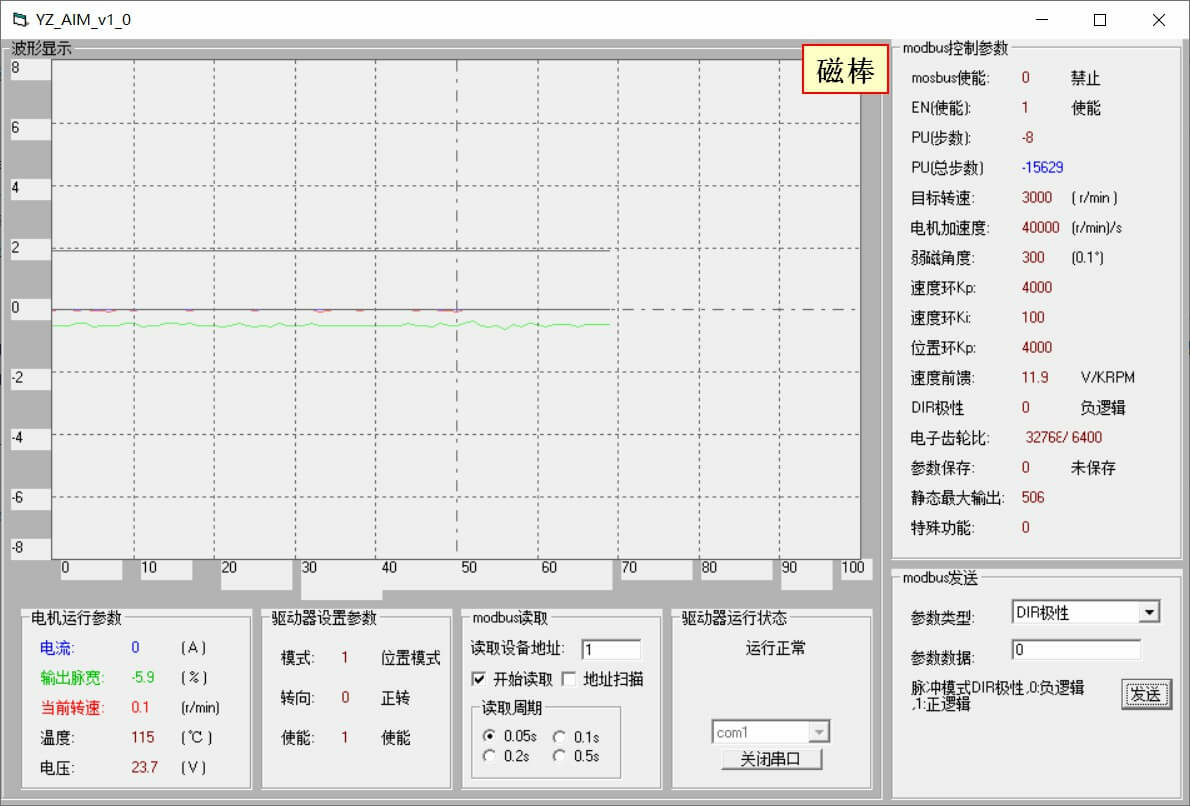 YZ_AIM_v1_0
波形显示
磁棒
8
6
4
2
0
-2
-4
-6
-8
0 10 20 30 40 50 60 70 80 90 100
modbus控制参数
mosbus使能: 0 禁止
EN(使能): 1 使能
PU(步数): -8
PU(总步数) -15629
目标转速: 3000 (r/min)
电机加速度: 40000 (r/min)/s
弱磁角度: 300 (0.1°)
速度环Kp: 4000
速度环Ki: 100
位置环Kp: 4000
速度前馈: 11.9 V/KRPM
DIR极性 0 负逻辑
电子齿轮比: 32768/ 6400
参数保存: 0 未保存
静态最大输出: 506
特殊功能: 0
电机运行参数
电流: 0 (A)
输出脉宽: -5.9 (%)
当前转速: 0.1 (r/min)
温度: 115 (℃)
电压: 23.7 (V)
驱动器设置参数
模式: 1 位置模式
转向: 0 正转
使能: 1 使能
modbus读取
读取设备地址: 1
开始读取 地址扫描
读取周期
0.05s 0.1s
0.2s 0.5s
驱动器运行状态
运行正常
com1
关闭串口
modbus发送
参数类型: DIR极性
参数数据: 0
脉冲模式DIR极性,0:负逻辑
,1:正逻辑
发送